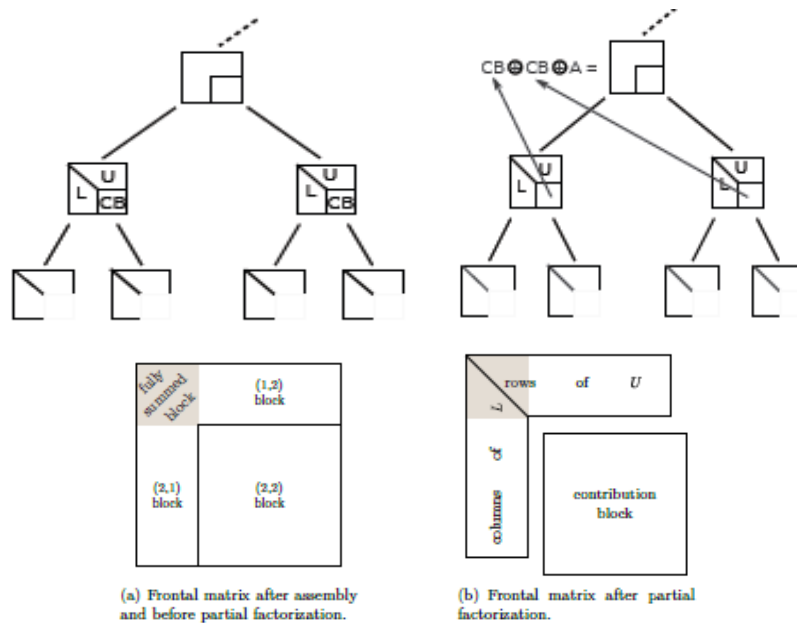 CB⊕CB⊕A =
U
L
CB
U
L
CB
U
L
U
L
fully
summed
block
(1,2)
block
(2,1)
block
(2,2)
block
rows of U
L
columns of
contribution
block
(a) Frontal matrix after assembly
and before partial factorization.
(b) Frontal matrix after partial
factorization.